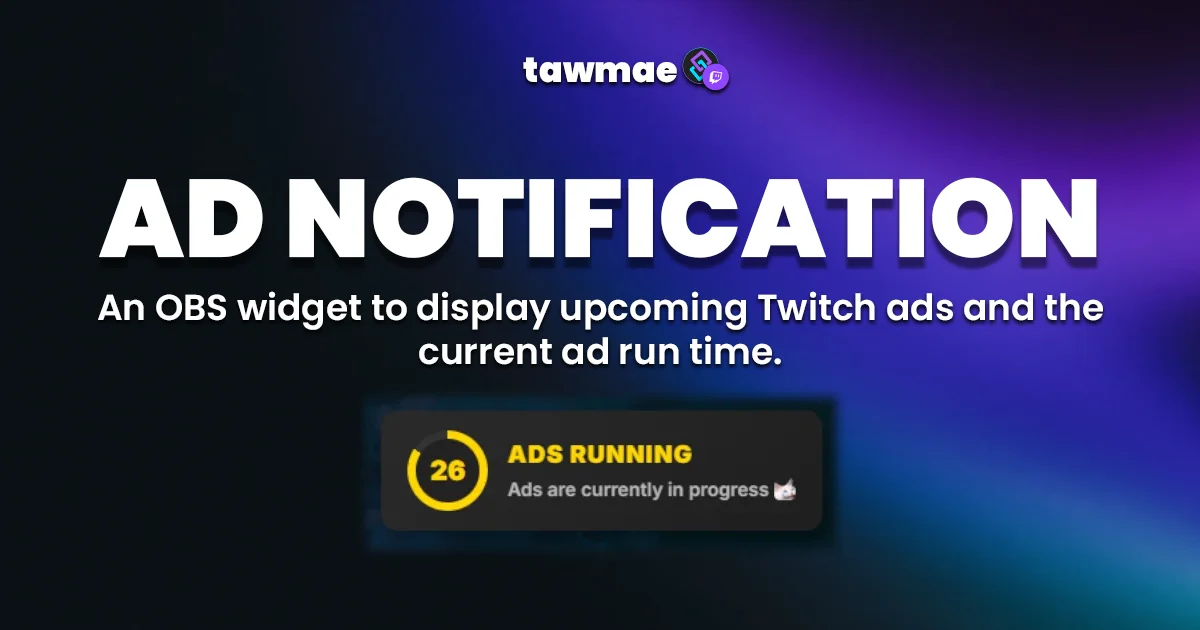 tawmae
AD NOTIFICATION
An OBS widget to display upcoming Twitch ads and the
current ad run time.
26
ADS RUNNING
Ads are currently in progress